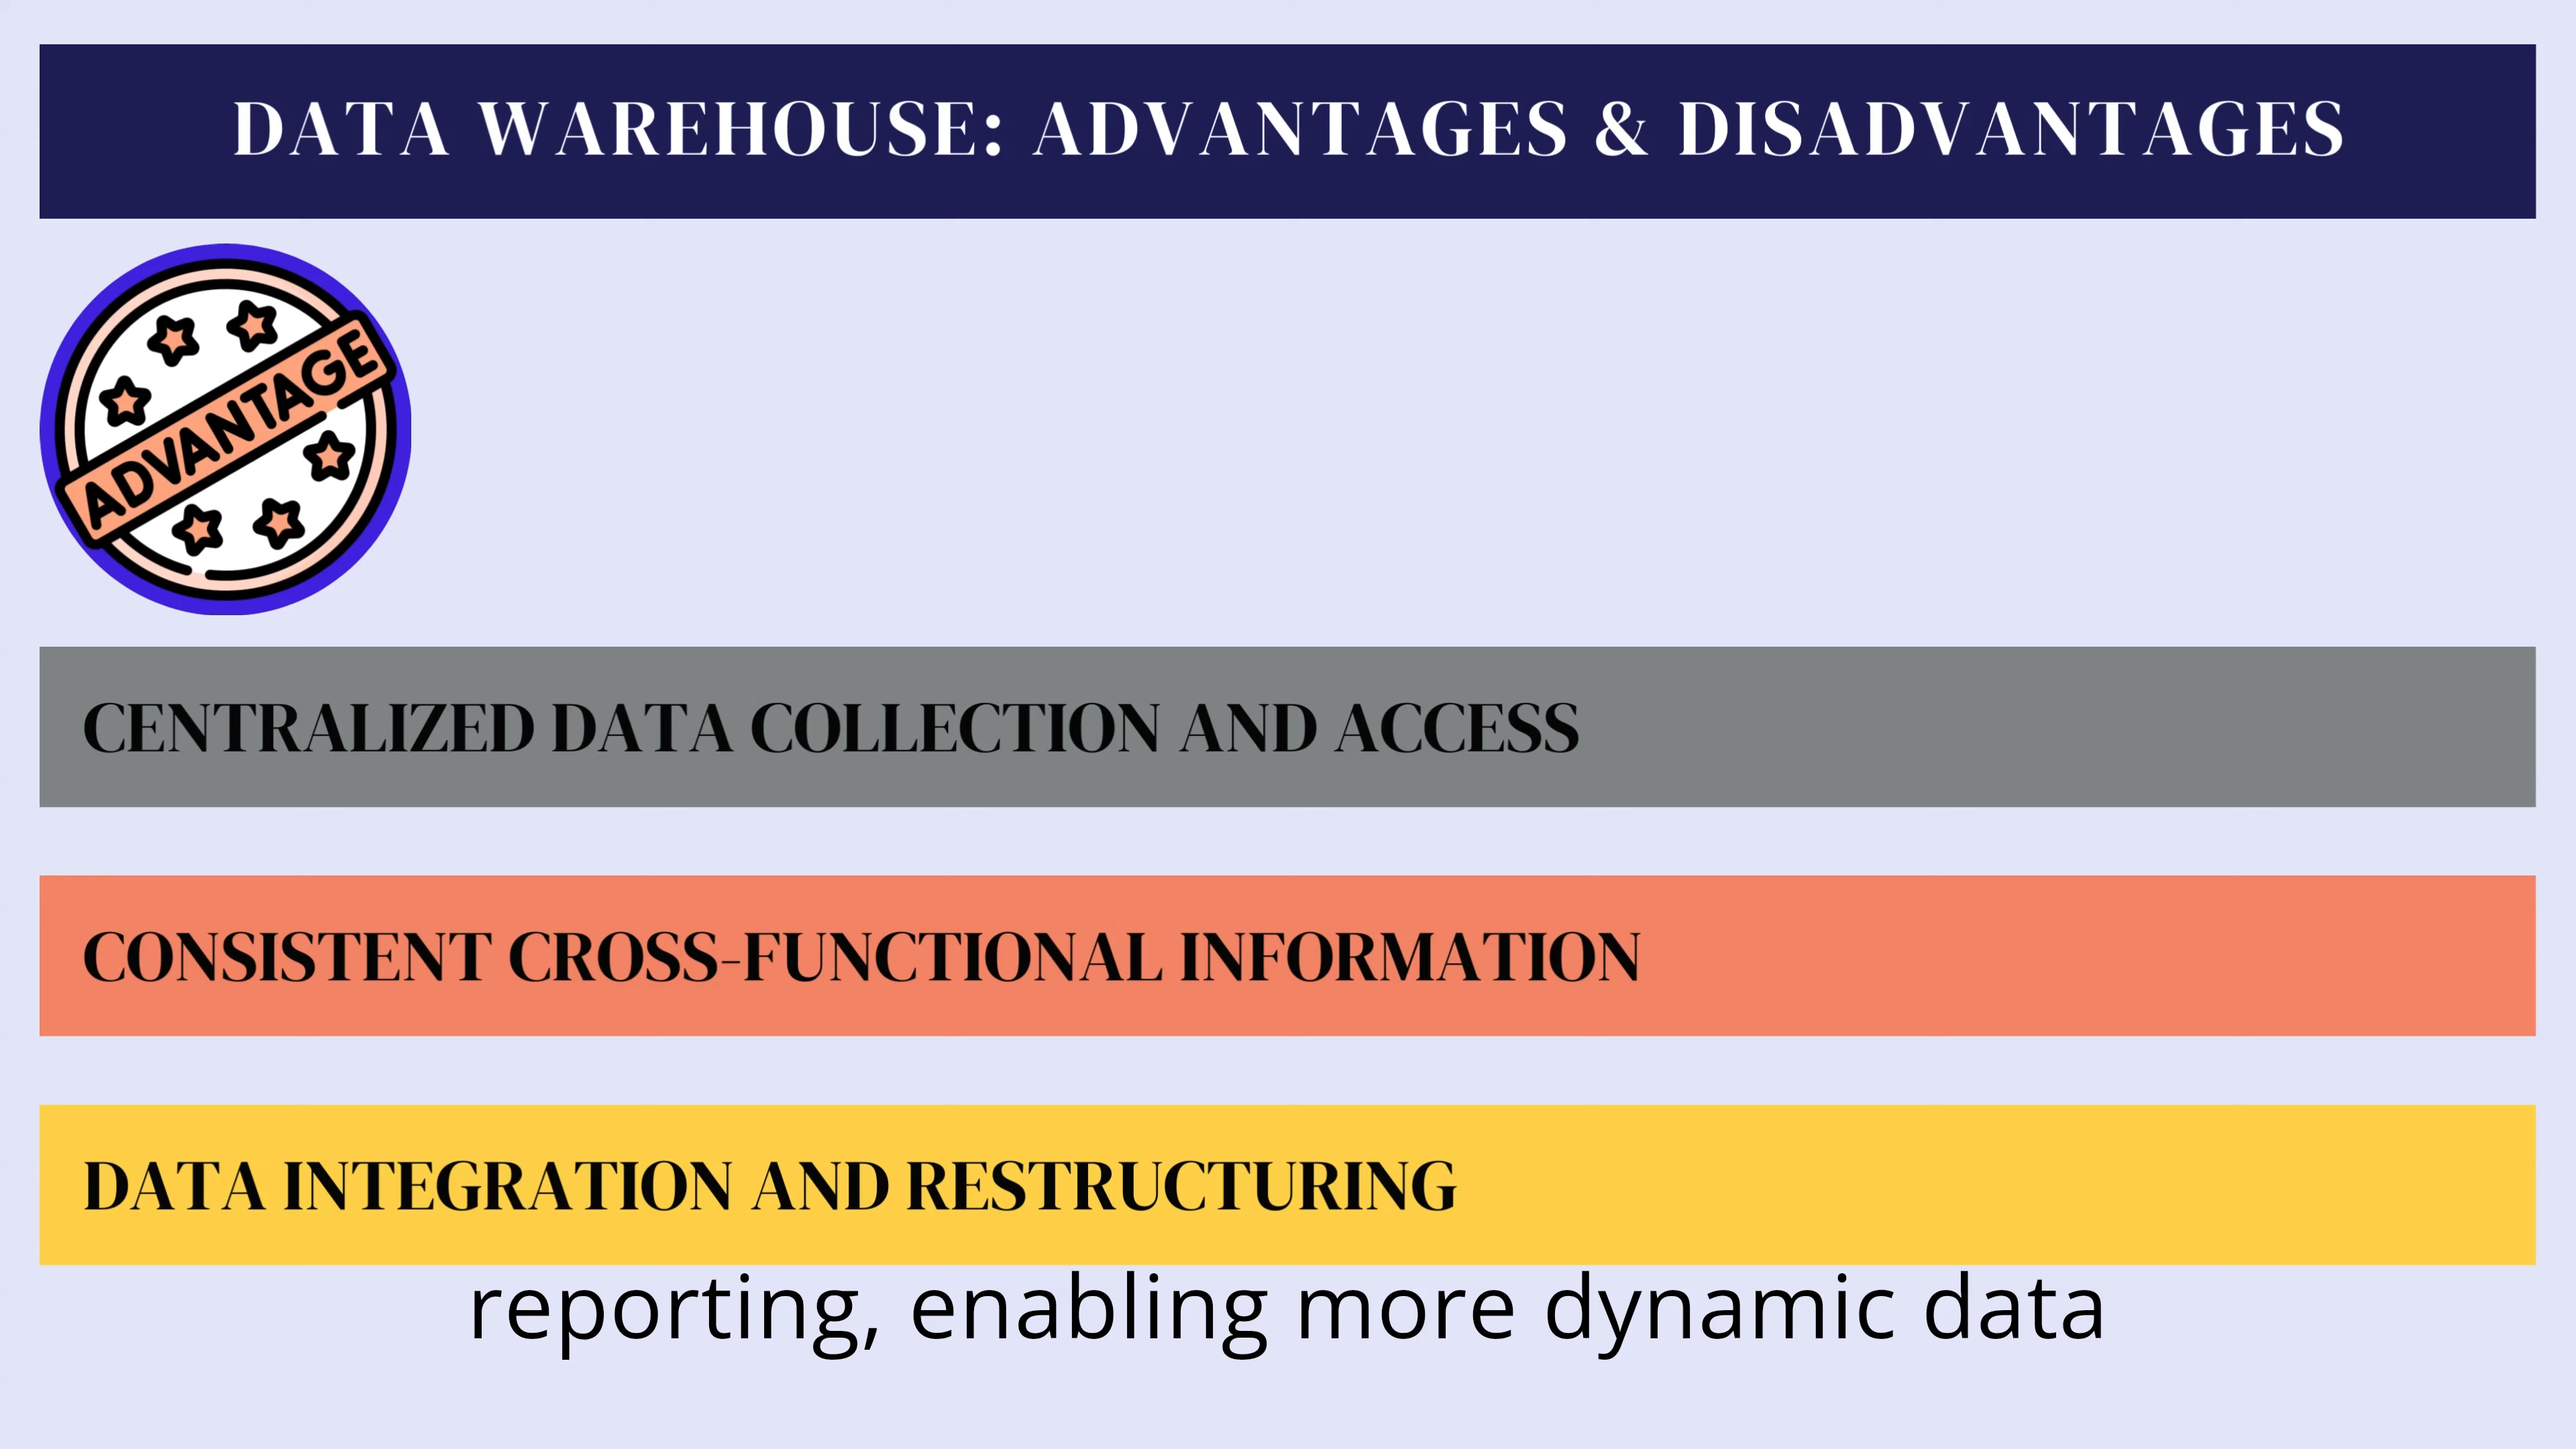 DATA WAREHOUSE: ADVANTAGES & DISADVANTAGES
ADVANTAGE
CENTRALIZED DATA COLLECTION AND ACCESS
CONSISTENT CROSS-FUNCTIONAL INFORMATION
DATA INTEGRATION AND RESTRUCTURING
reporting, enabling more dynamic data